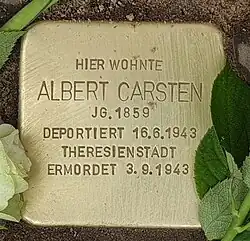 HIER WOHNTE
ALBERT CARSTEN
JG. 1859
DEPORTIERT 16.6.1943
THERESIENSTADT
ERMORDET 3.9.1943